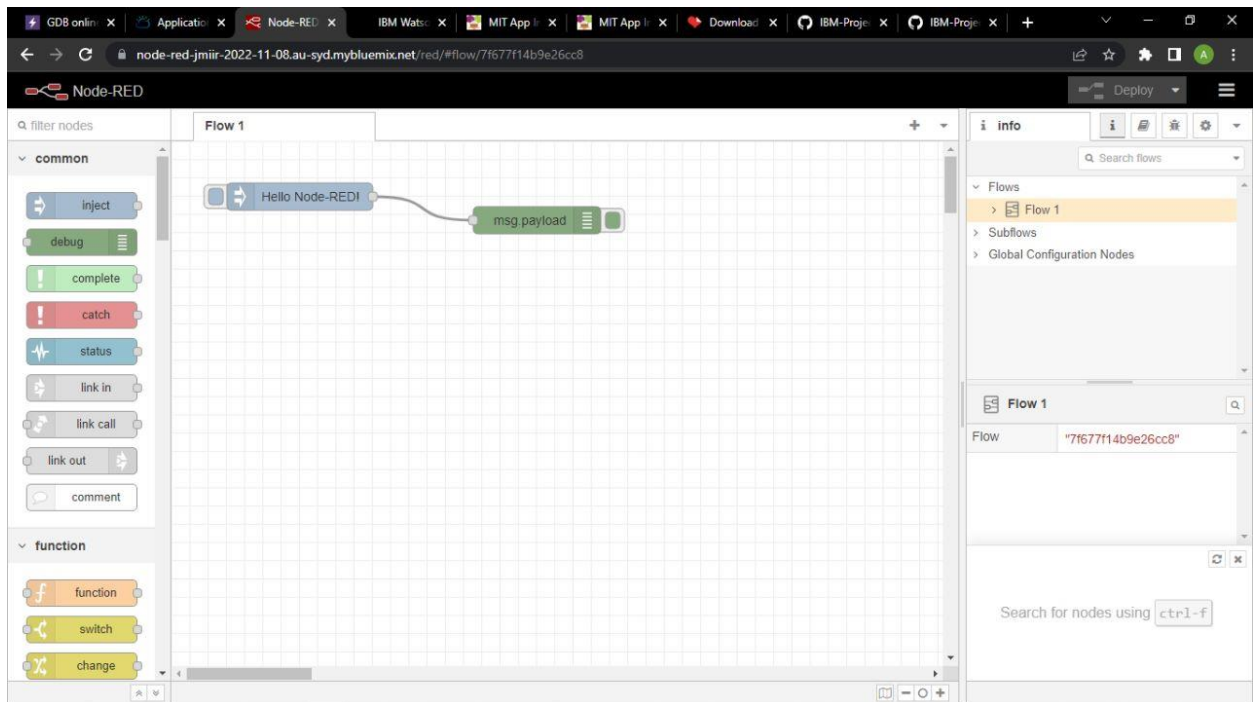 GDB onlin
Applicatio
Node-RED
IBM Wats
MIT App I
MIT App I
Download
IBM-Proje
IBM-Proje
node-red-jmiir-2022-11-08.au-syd.mybluemix.net/red/#flow/7f677f14b9e26cc8
A
Node-RED
Deploy
filter nodes
Flow 1
i info
i
common
Search flows
inject
Hello Node-RED!
Flows
Flow 1
debug
msg.payload
Subflows
complete
Global Configuration Nodes
catch
status
link in
link call
Flow 1
Flow "7f677f14b9e26cc8"
link out
comment
function
function
Search for nodes using ctrl-f
switch
change